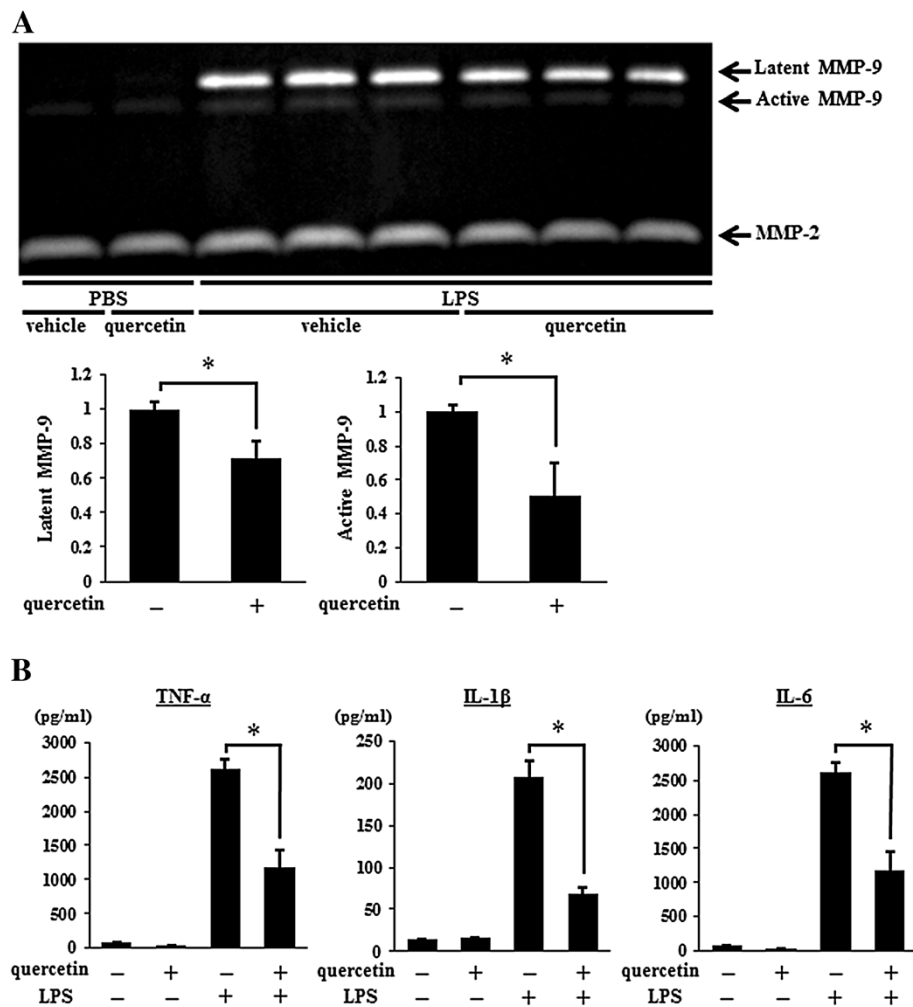 A
Latent MMP-9
Active MMP-9
MMP-2
PBS LPS
vehicle quercetin vehicle quercetin
1.2
1
0.8
0.6
0.4
0.2
0
Latent MMP-9
*
quercetin − +
1.2
1
0.8
0.6
0.4
0.2
0
Active MMP-9
*
quercetin − +
B
TNF-α
(pg/ml)
3000
2500
2000
1500
1000
500
0
*
quercetin − + − +
LPS − − + +
IL-1β
(pg/ml)
250
200
150
100
50
0
*
quercetin − + − +
LPS − − + +
IL-6
(pg/ml)
3000
2500
2000
1500
1000
500
0
*
quercetin − + − +
LPS − − + +